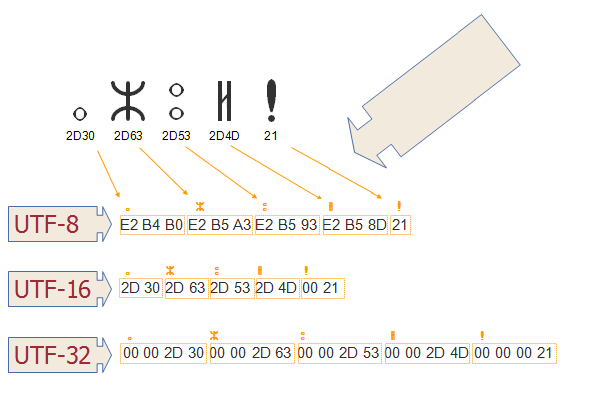 ⴰ ⵣ ⵓ ⵍ !
2D30 2D63 2D53 2D4D 21
ⴰ ⵣ ⵓ ⵍ !
UTF-8 E2 B4 B0 E2 B5 A3 E2 B5 93 E2 B5 8D 21
ⴰ ⵣ ⵓ ⵍ !
UTF-16 2D 30 2D 63 2D 53 2D 4D 00 21
ⴰ ⵣ ⵓ ⵍ !
UTF-32 00 00 2D 30 00 00 2D 63 00 00 2D 53 00 00 2D 4D 00 00 00 21